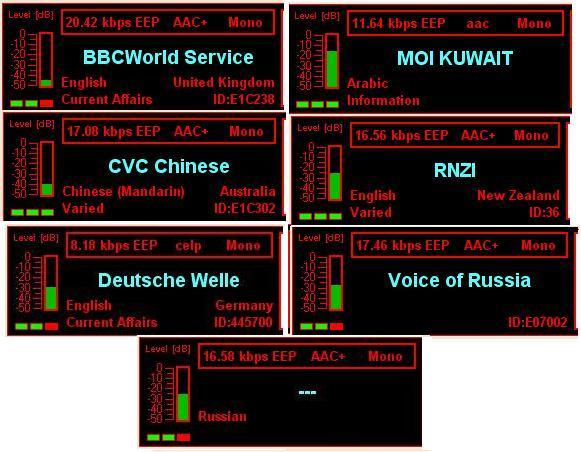 Level [dB]
20.42 kbps EEP AAC+ Mono
0
-10
-20
-30
-40
-50
BBCWorld Service
English United Kingdom
Current Affairs ID:E1C238
11.64 kbps EEP aac Mono
Level [dB]
0
-10
-20
-30
-40
-50
MOI KUWAIT
Arabic
Information
Level [dB]
17.08 kbps EEP AAC+ Mono
0
-10
-20
-30
-40
-50
CVC Chinese
Chinese (Mandarin) Australia
Varied ID:E1C302
Level [dB]
16.56 kbps EEP AAC+ Mono
0
-10
-20
-30
-40
-50
RNZI
English New Zealand
Varied ID:36
Level [dB]
8.18 kbps EEP celp Mono
0
-10
-20
-30
-40
-50
Deutsche Welle
English Germany
Current Affairs ID:445700
Level [dB]
17.46 kbps EEP AAC+ Mono
0
-10
-20
-30
-40
-50
Voice of Russia
ID:E07002
Level [dB]
16.58 kbps EEP AAC+ Mono
0
-10
-20
-30
-40
-50
---
Russian